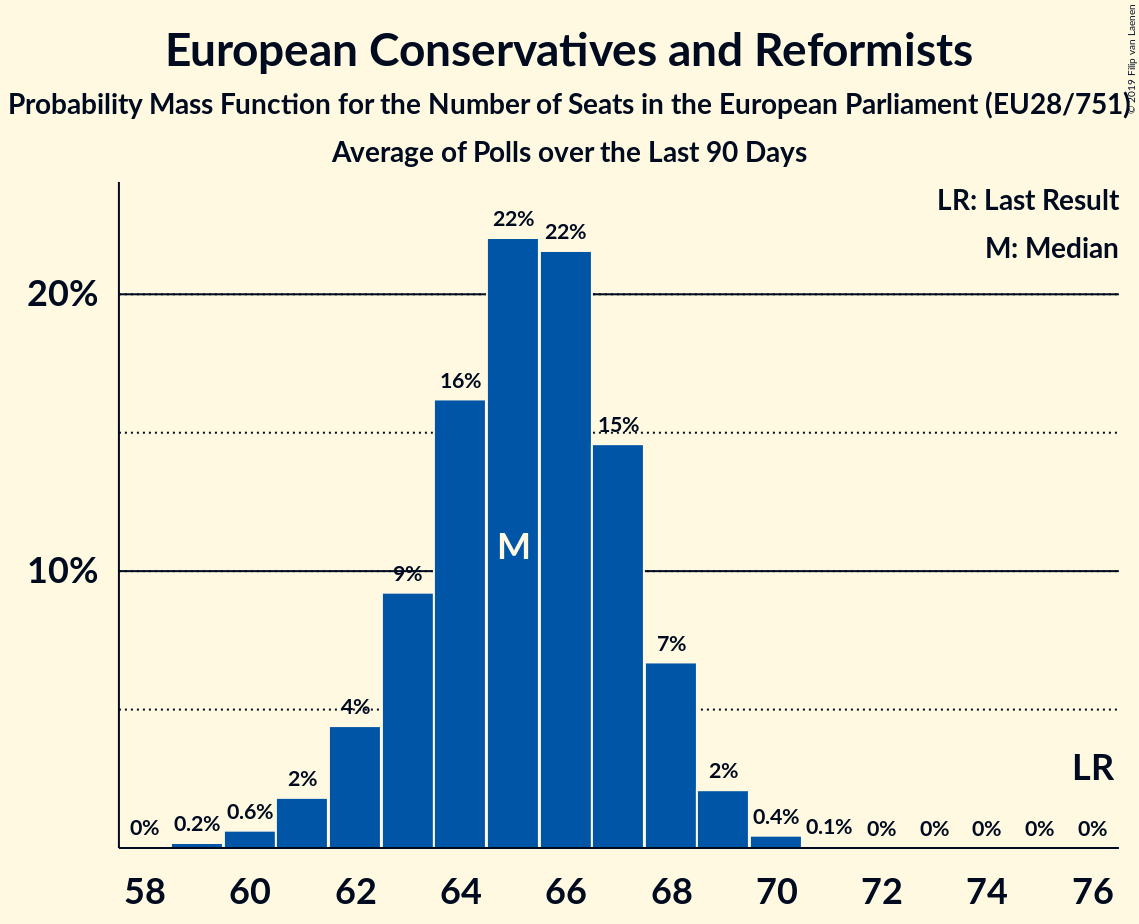 European Conservatives and Reformists
Probability Mass Function for the Number of Seats in the European Parliament (EU28/751)
Average of Polls over the Last 90 Days
© 2019 Filip van Laenen
LR: Last Result
M: Median
20%
10%
0% 0.2% 0.6% 2% 4% 9% 16% 22% 22% 15% 7% 2% 0.4% 0.1% 0% 0% 0% 0% 0%
M
LR
58 60 62 64 66 68 70 72 74 76